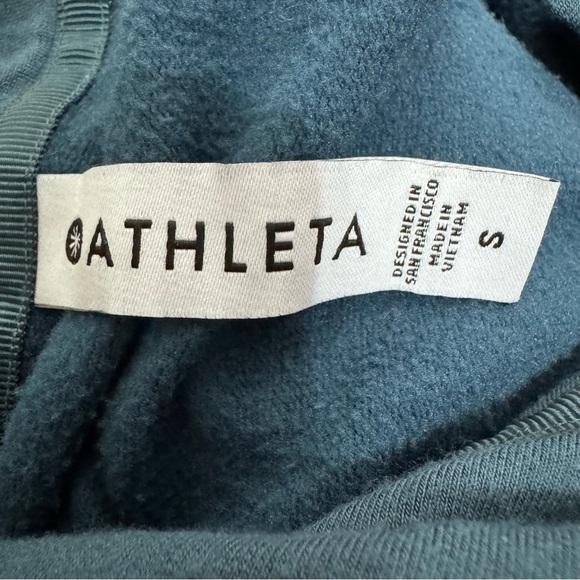 ATHLETA
DESIGNED IN
SAN FRANCISCO
MADE IN
VIETNAM
S